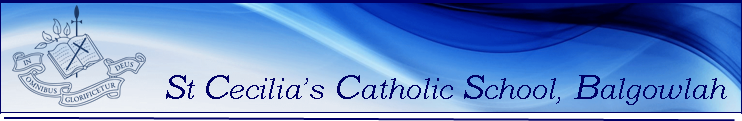 IN OMNIBUS GLORIFICETUR DEUS
St Cecilia's Catholic School, Balgowlah